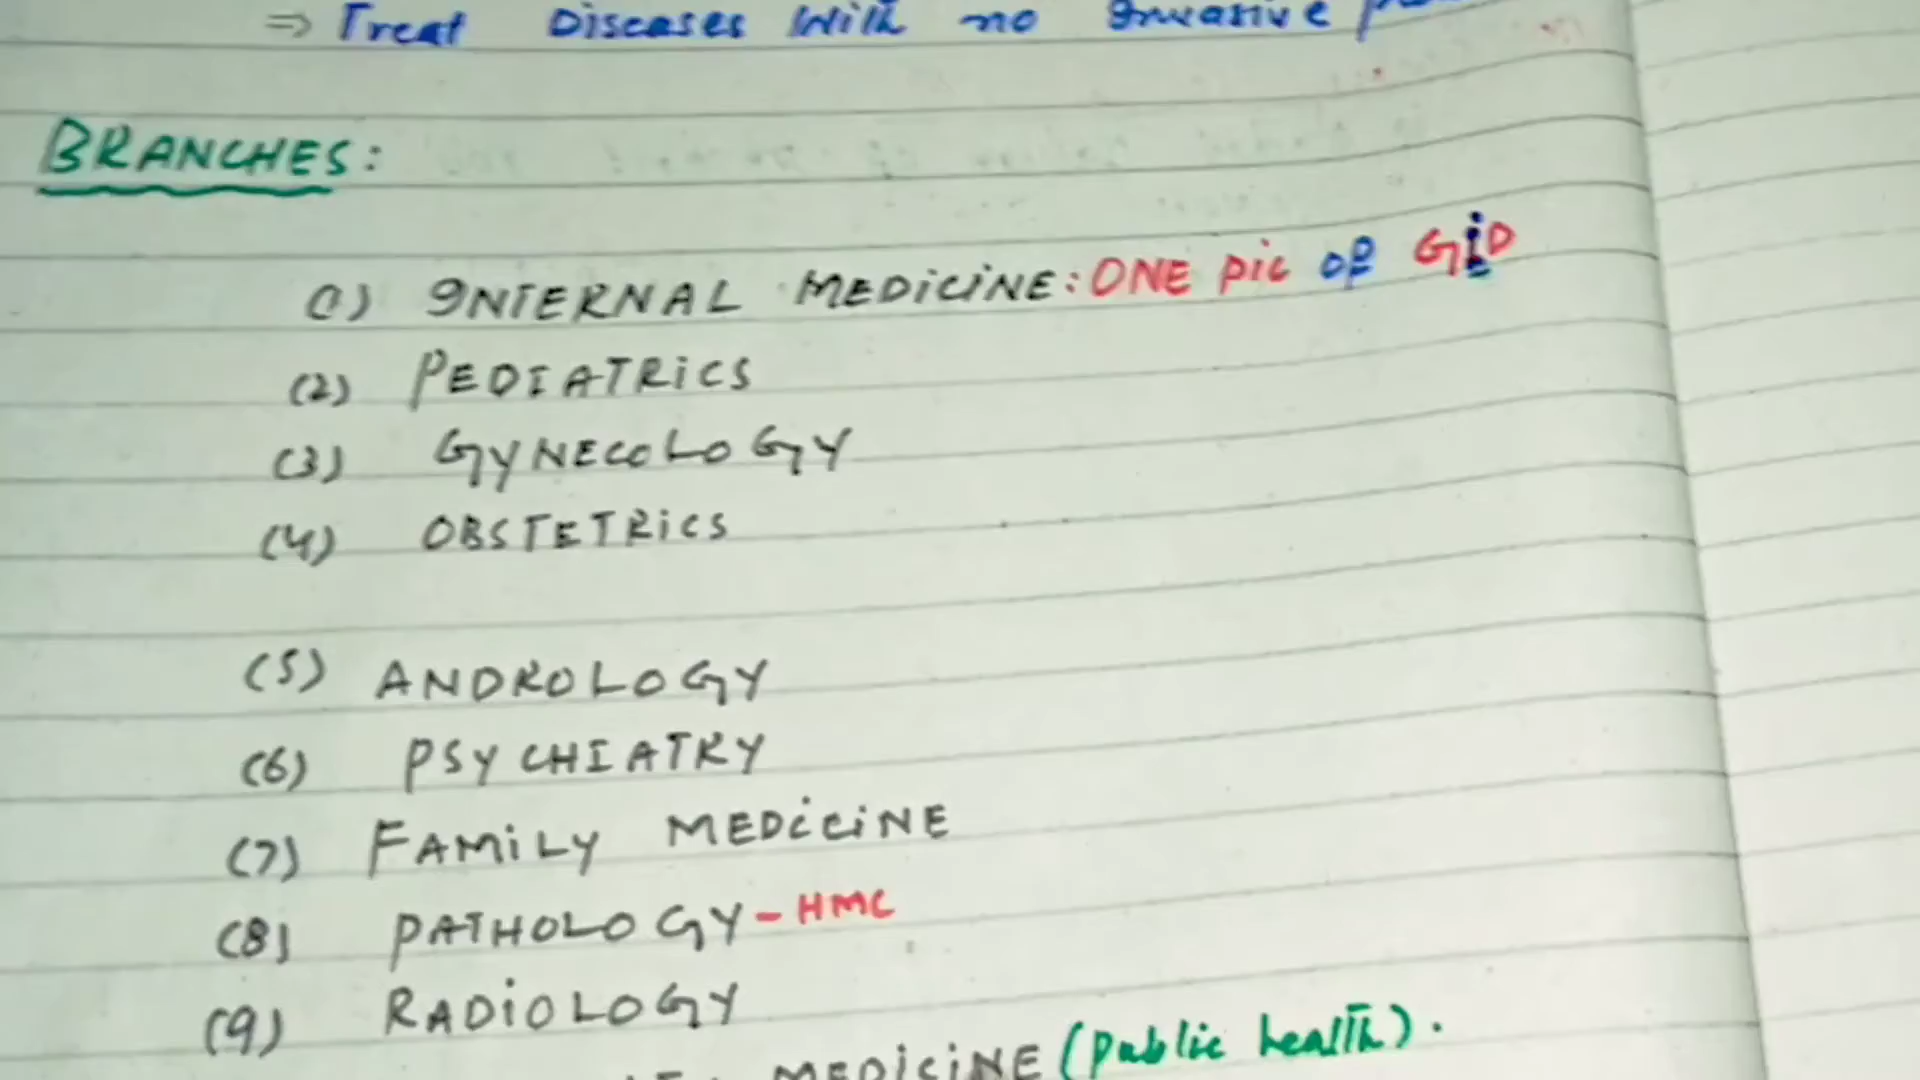 ⇒ Treat Diseases With no Invasive
BRANCHES:
(1) INTERNAL MEDiCiNE: ONE pic OF GiD
(2) PEDIATRiCS
(3) GYNECOLOGY
(4) OBSTETRiCS
(5) ANDROLOGY
(6) PSYCHIATRY
(7) FAMiLY MEDiCiNE
(8) PATHOLOGY - HMC
(9) RADiOLOGY
MEDiCiNE (Public health).